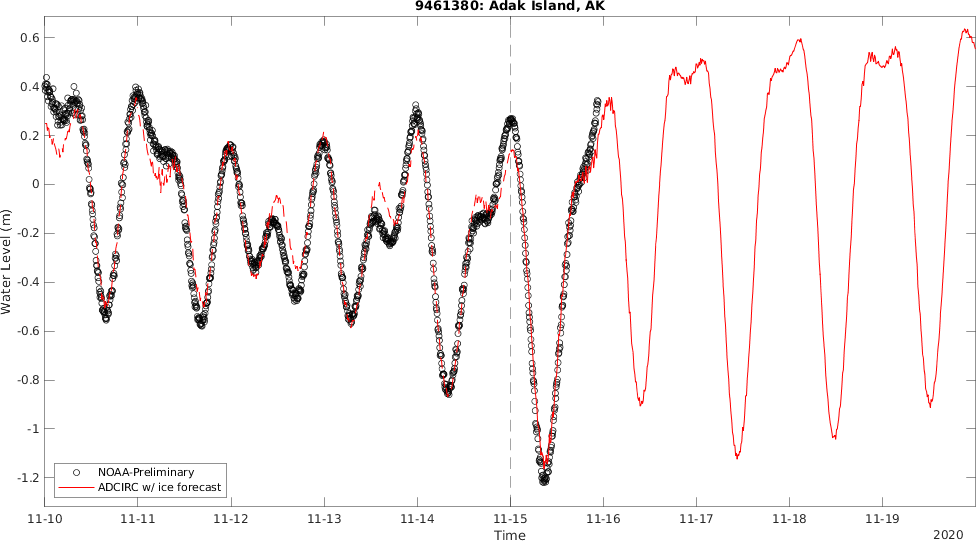 9461380: Adak Island, AK
Water Level (m)
0.6
0.4
0.2
0
-0.2
-0.4
-0.6
-0.8
-1
-1.2
NOAA-Preliminary
ADCIRC w/ ice forecast
11-10 11-11 11-12 11-13 11-14 11-15 11-16 11-17 11-18 11-19
Time
2020